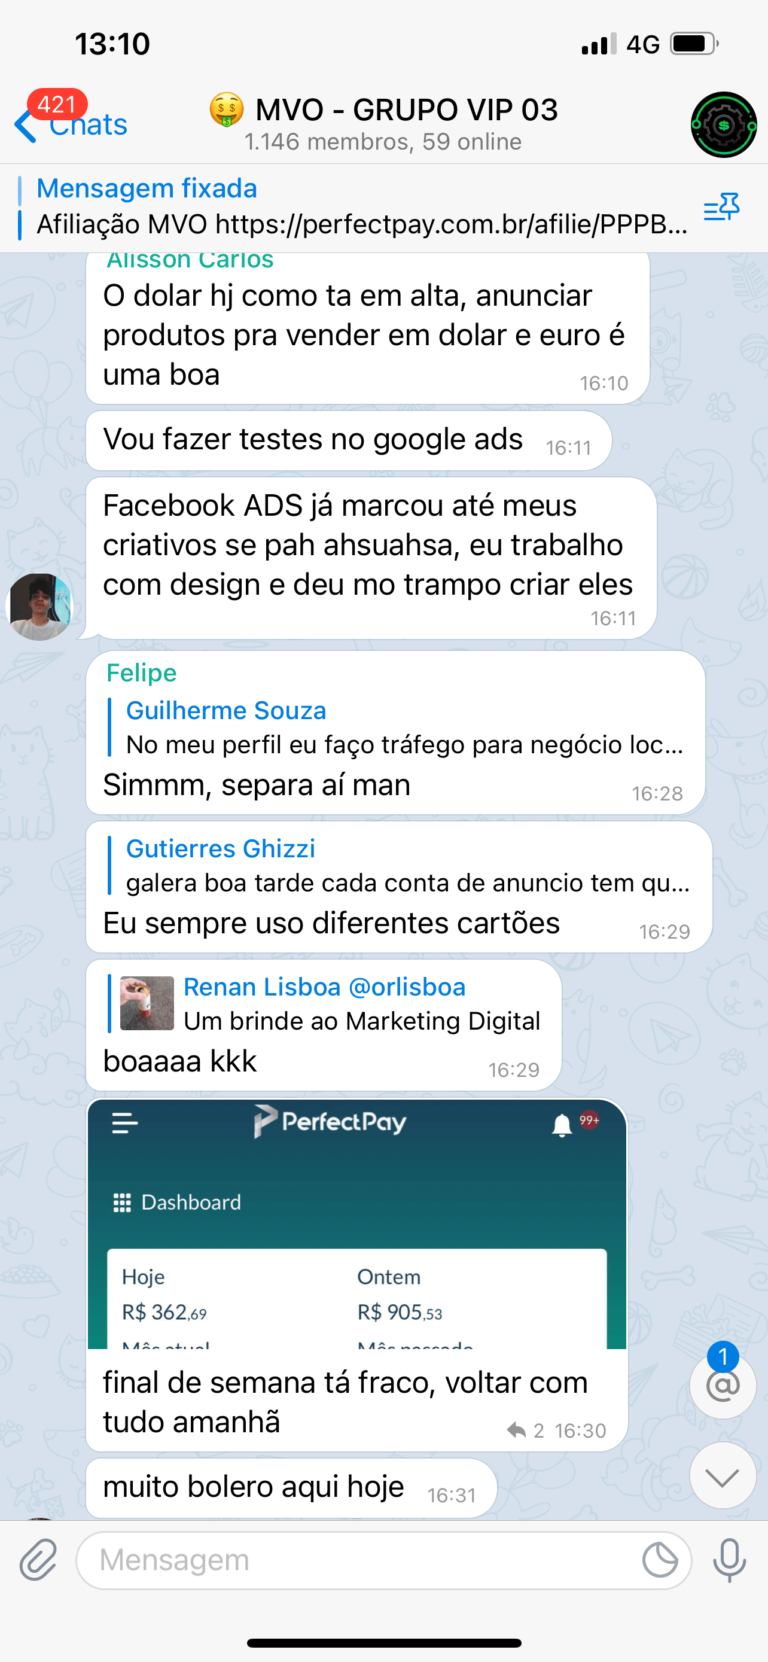 13:10
4G
421
Chats
MVO - GRUPO VIP 03
1.146 membros, 59 online
Mensagem fixada
Afiliação MVO https://perfectpay.com.br/afilie/PPPB...
Alisson Carlos
O dolar hj como ta em alta, anunciar
produtos pra vender em dolar e euro é
uma boa
16:10
Vou fazer testes no google ads
16:11
Facebook ADS já marcou até meus
criativos se pah ahsuahsa, eu trabalho
com design e deu mo trampo criar eles
16:11
Felipe
Guilherme Souza
No meu perfil eu faço tráfego para negócio loc...
Simmm, separa aí man
16:28
Gutierres Ghizzi
galera boa tarde cada conta de anuncio tem qu...
Eu sempre uso diferentes cartões
16:29
Renan Lisboa @orlisboa
Um brinde ao Marketing Digital
boaaaa kkk
16:29
PerfectPay
99+
Dashboard
Hoje Ontem
R$ 362,69 R$ 905,53
Mês atual Mês passado
final de semana tá fraco, voltar com
tudo amanhã
2 16:30
1
@
muito bolero aqui hoje
16:31
Mensagem